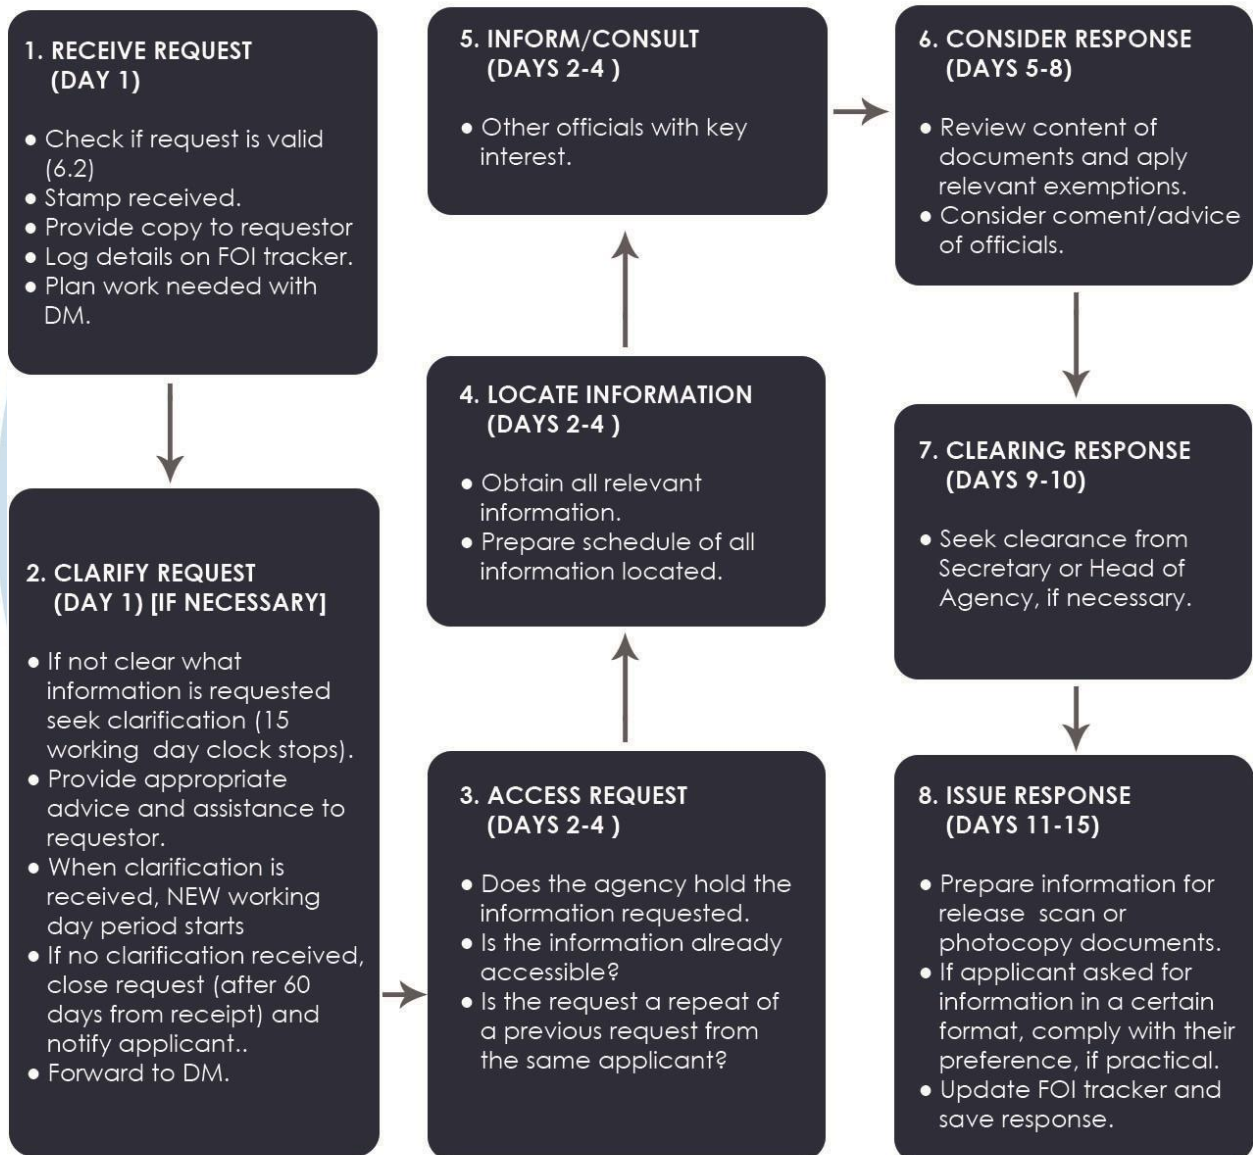 1. RECEIVE REQUEST
(DAY 1)
● Check if request is valid
(6.2)
● Stamp received.
● Provide copy to requestor
● Log details on FOI tracker.
● Plan work needed with
DM.
2. CLARIFY REQUEST
(DAY 1) [IF NECESSARY]
● If not clear what
information is requested
seek clarification (15
working day clock stops).
● Provide appropriate
advice and assistance to
requestor.
● When clarification is
received, NEW working
day period starts
● If no clarification received,
close request (after 60
days from receipt) and
notify applicant..
● Forward to DM.
3. ACCESS REQUEST
(DAYS 2-4 )
● Does the agency hold the
information requested.
● Is the information already
accessible?
● Is the request a repeat of
a previous request from
the same applicant?
4. LOCATE INFORMATION
(DAYS 2-4 )
● Obtain all relevant
information.
● Prepare schedule of all
information located.
5. INFORM/CONSULT
(DAYS 2-4 )
● Other officials with key
interest.
6. CONSIDER RESPONSE
(DAYS 5-8)
● Review content of
documents and aply
relevant exemptions.
● Consider coment/advice
of officials.
7. CLEARING RESPONSE
(DAYS 9-10)
● Seek clearance from
Secretary or Head of
Agency, if necessary.
8. ISSUE RESPONSE
(DAYS 11-15)
● Prepare information for
release scan or
photocopy documents.
● If applicant asked for
information in a certain
format, comply with their
preference, if practical.
● Update FOI tracker and
save response.